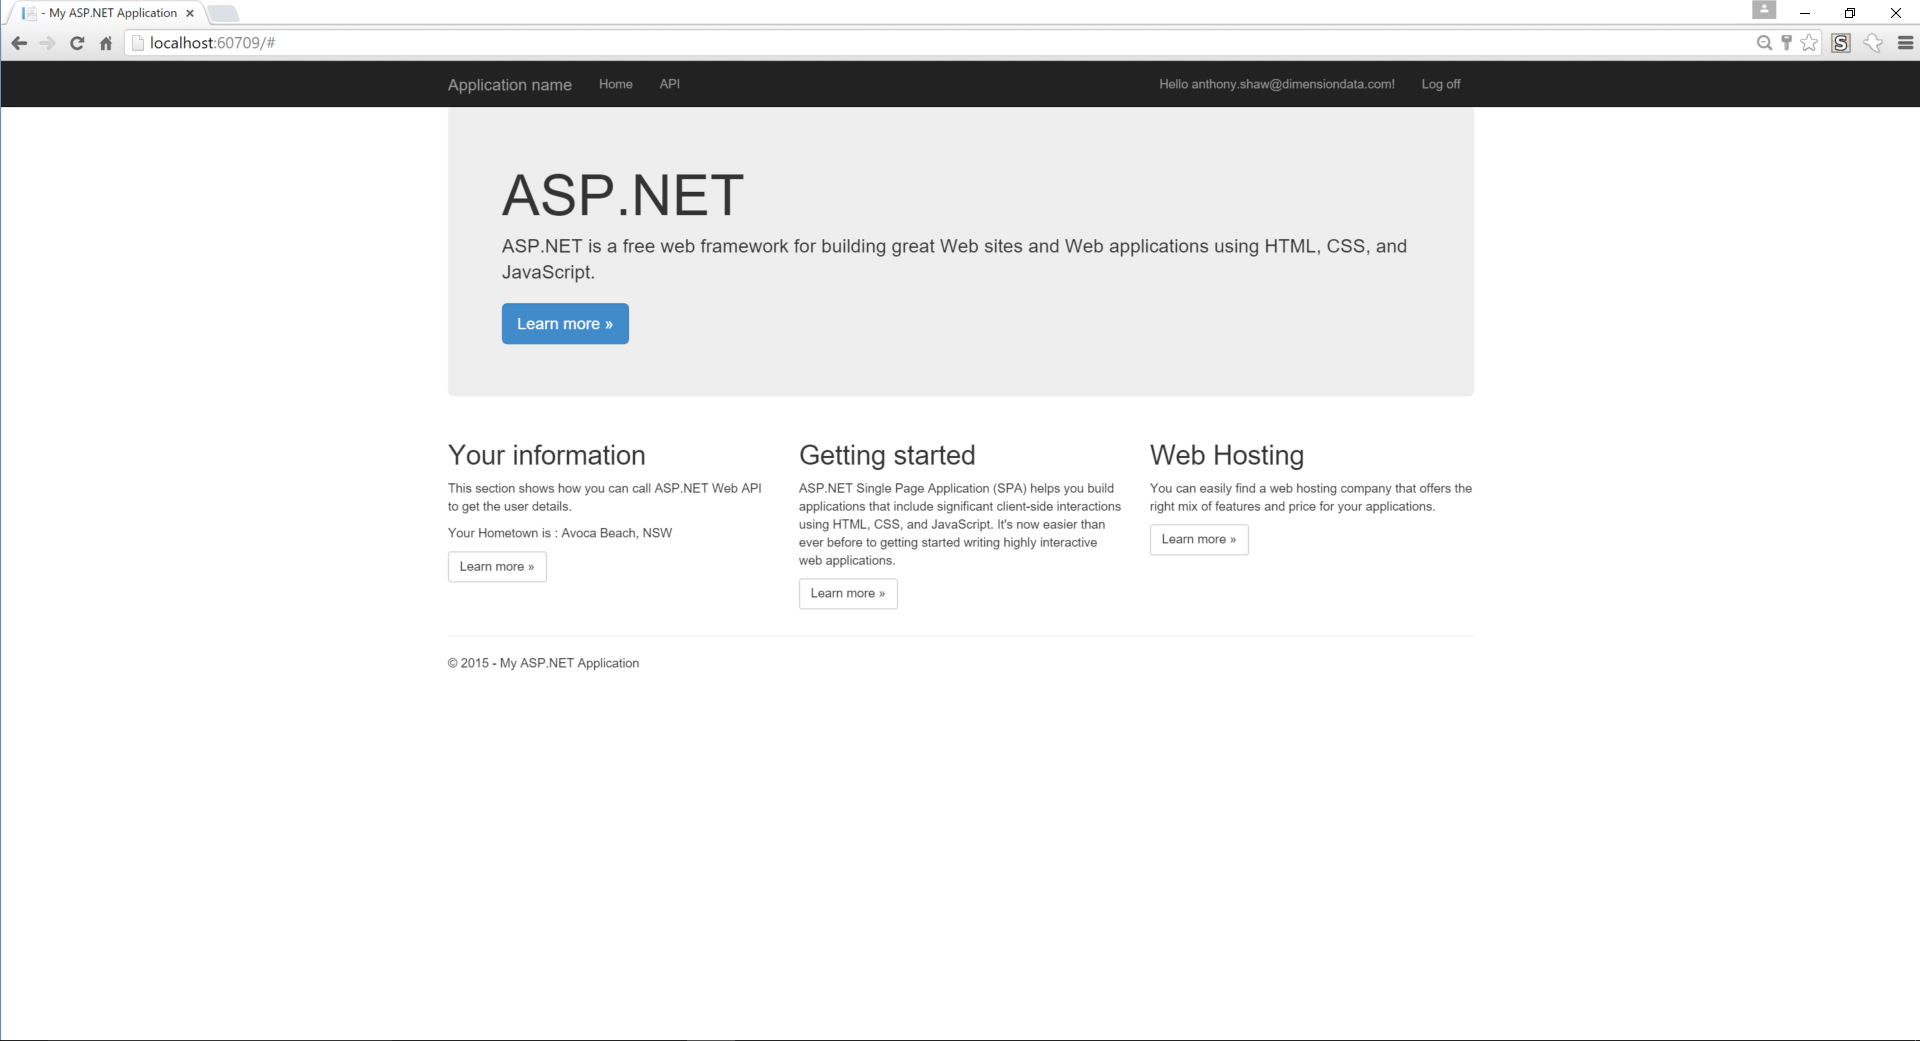 - My ASP.NET Application
localhost:60709/#
Application name Home API Hello anthony.shaw@dimensiondata.com! Log off
ASP.NET
ASP.NET is a free web framework for building great Web sites and Web applications using HTML, CSS, and
JavaScript.
Learn more »
Your information
This section shows how you can call ASP.NET Web API
to get the user details.
Your Hometown is : Avoca Beach, NSW
Learn more »
Getting started
ASP.NET Single Page Application (SPA) helps you build
applications that include significant client-side interactions
using HTML, CSS, and JavaScript. It's now easier than
ever before to getting started writing highly interactive
web applications.
Learn more »
Web Hosting
You can easily find a web hosting company that offers the
right mix of features and price for your applications.
Learn more »
© 2015 - My ASP.NET Application